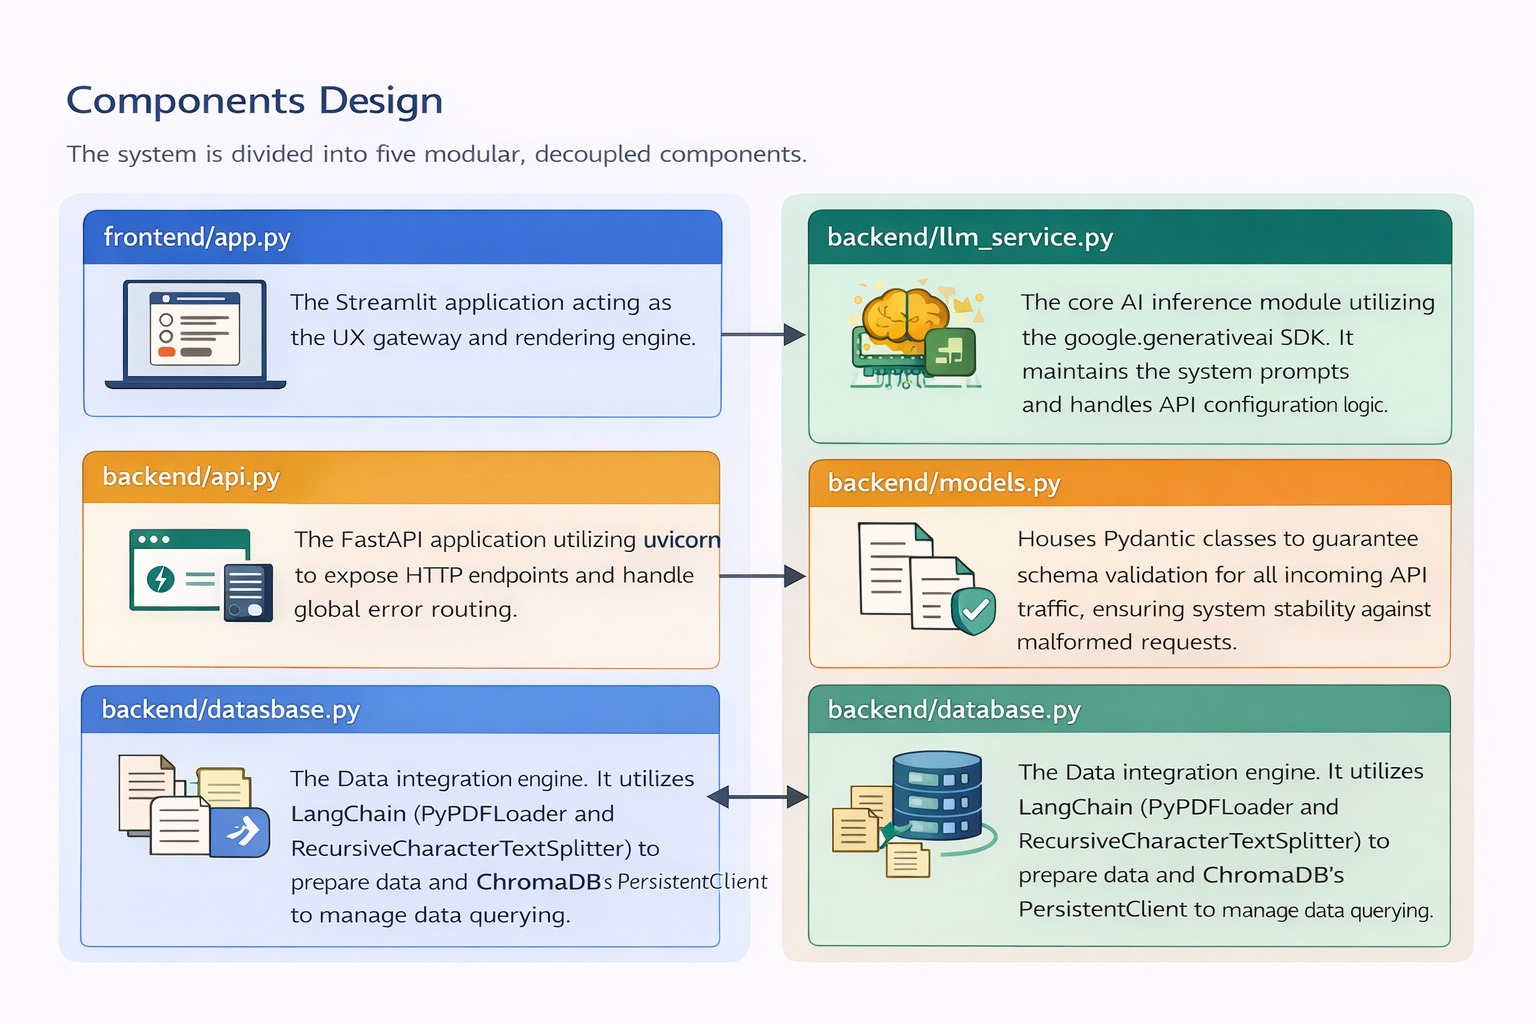 Components Design
The system is divided into five modular, decoupled components.
frontend/app.py
The Streamlit application acting as
the UX gateway and rendering engine.
backend/llm_service.py
The core AI inference module utilizing
the google.generativeai SDK. It
maintains the system prompts
and handles API configuration logic.
backend/api.py
The FastAPI application utilizing uvicorn
to expose HTTP endpoints and handle
global error routing.
backend/models.py
Houses Pydantic classes to guarantee
schema validation for all incoming API
traffic, ensuring system stability against
malformed requests.
backend/datasbase.py
The Data integration engine. It utilizes
LangChain (PyPDFLoader and
RecursiveCharacterTextSplitter) to
prepare data and ChromaDBs PersistentClient
to manage data querying.
backend/database.py
The Data integration engine. It utilizes
LangChain (PyPDFLoader and
RecursiveCharacterTextSplitter) to
prepare data and ChromaDB's
PersistentClient to manage data querying.